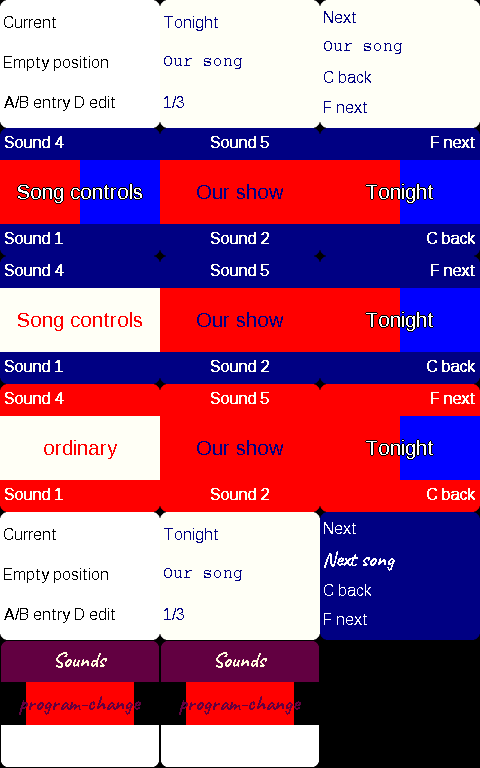 Current
Empty position
A/B entry D edit
Tonight
Our song
1/3
Next
Our song
C back
F next
Sound 4 Sound 5 F next
Song controls Our show Tonight
Sound 1 Sound 2 C back
Sound 4 Sound 5 F next
Song controls Our show Tonight
Sound 1 Sound 2 C back
Sound 4 Sound 5 F next
ordinary Our show Tonight
Sound 1 Sound 2 C back
Current
Empty position
A/B entry D edit
Tonight
Our song
1/3
Next
Next song
C back
F next
Sounds
program-change
Sounds
program-change